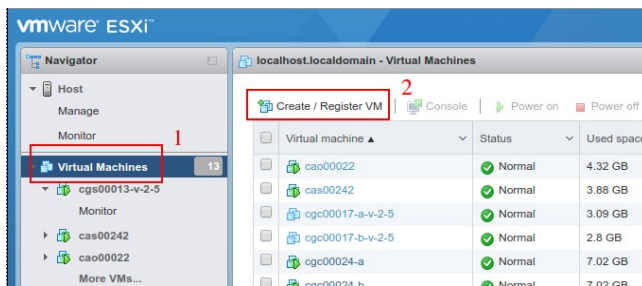 vmware ESXi™
Navigator
localhost.localdomain - Virtual Machines
Host
Manage
Monitor
1
2
Create / Register VM
Console
Power on
Power off
Virtual Machines
13
cgs00013-v-2-5
Monitor
cas00242
cao00022
More VMs...
Virtual machine
Status
Used space
cao00022
Normal
4.32 GB
cas00242
Normal
3.88 GB
cgc00017-a-v-2-5
Normal
3.09 GB
cgc00017-b-v-2-5
Normal
2.8 GB
cgc00024-a
Normal
7.02 GB
cgc00024-b
Normal
7.02 GB